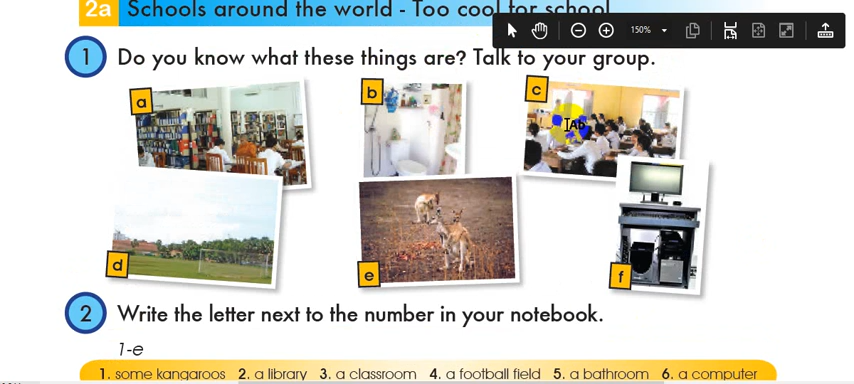 2a Schools around the world - Too cool for school
150%
1 Do you know what these things are? Talk to your group.
a
b
c
d
e
f
2 Write the letter next to the number in your notebook.
1-e
1. some kangaroos 2. a library 3. a classroom 4. a football field 5. a bathroom 6. a computer